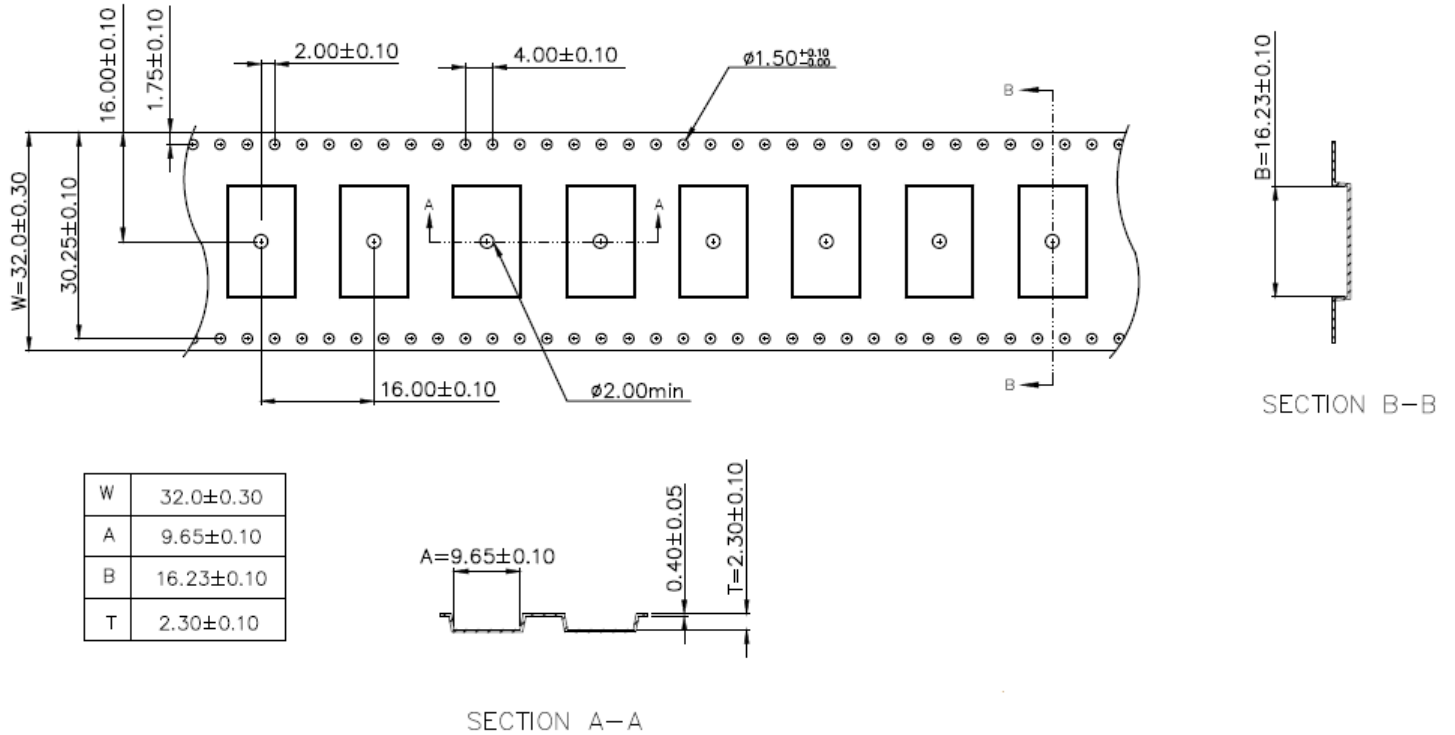 16.00±0.10
1.75±0.10
2.00±0.10
4.00±0.10
ø1.50+0.10
-0.00
B
B=16.23±0.10
W=32.0±0.30
30.25±0.10
A
A
16.00±0.10
ø2.00min
B
SECTION B-B
W 32.0±0.30
A 9.65±0.10
B 16.23±0.10
T 2.30±0.10
A=9.65±0.10
0.40±0.05
T=2.30±0.10
SECTION A-A